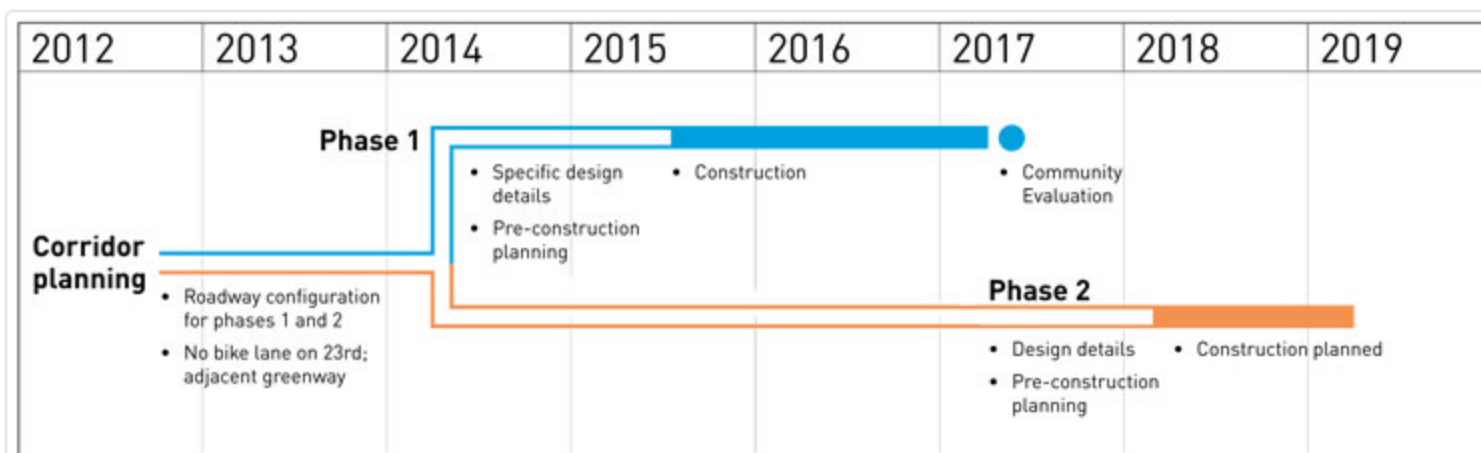 2012 2013 2014 2015 2016 2017 2018 2019
Phase 1
• Specific design
details
• Pre-construction
planning
• Construction
• Community
Evaluation
Corridor
planning
• Roadway configuration
for phases 1 and 2
• No bike lane on 23rd;
adjacent greenway
Phase 2
• Design details
• Pre-construction
planning
• Construction planned